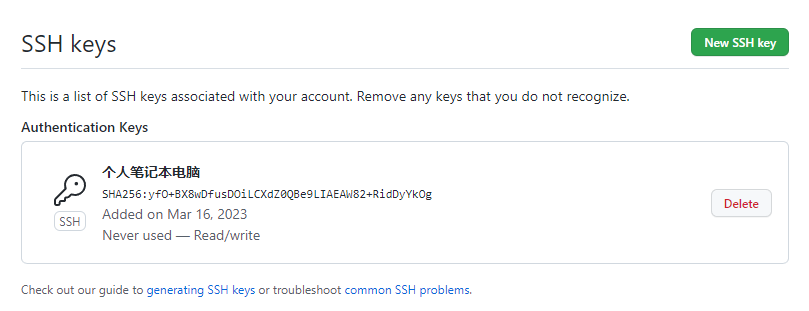 SSH keys
New SSH key
This is a list of SSH keys associated with your account. Remove any keys that you do not recognize.
Authentication Keys
个人笔记本电脑
SHA256:yfO+BX8wDfusDOiLCXdZ0QBe9LIAEAW82+RidDyYkOg
Added on Mar 16, 2023
Never used — Read/write
SSH
Delete
Check out our guide to generating SSH keys or troubleshoot common SSH problems.